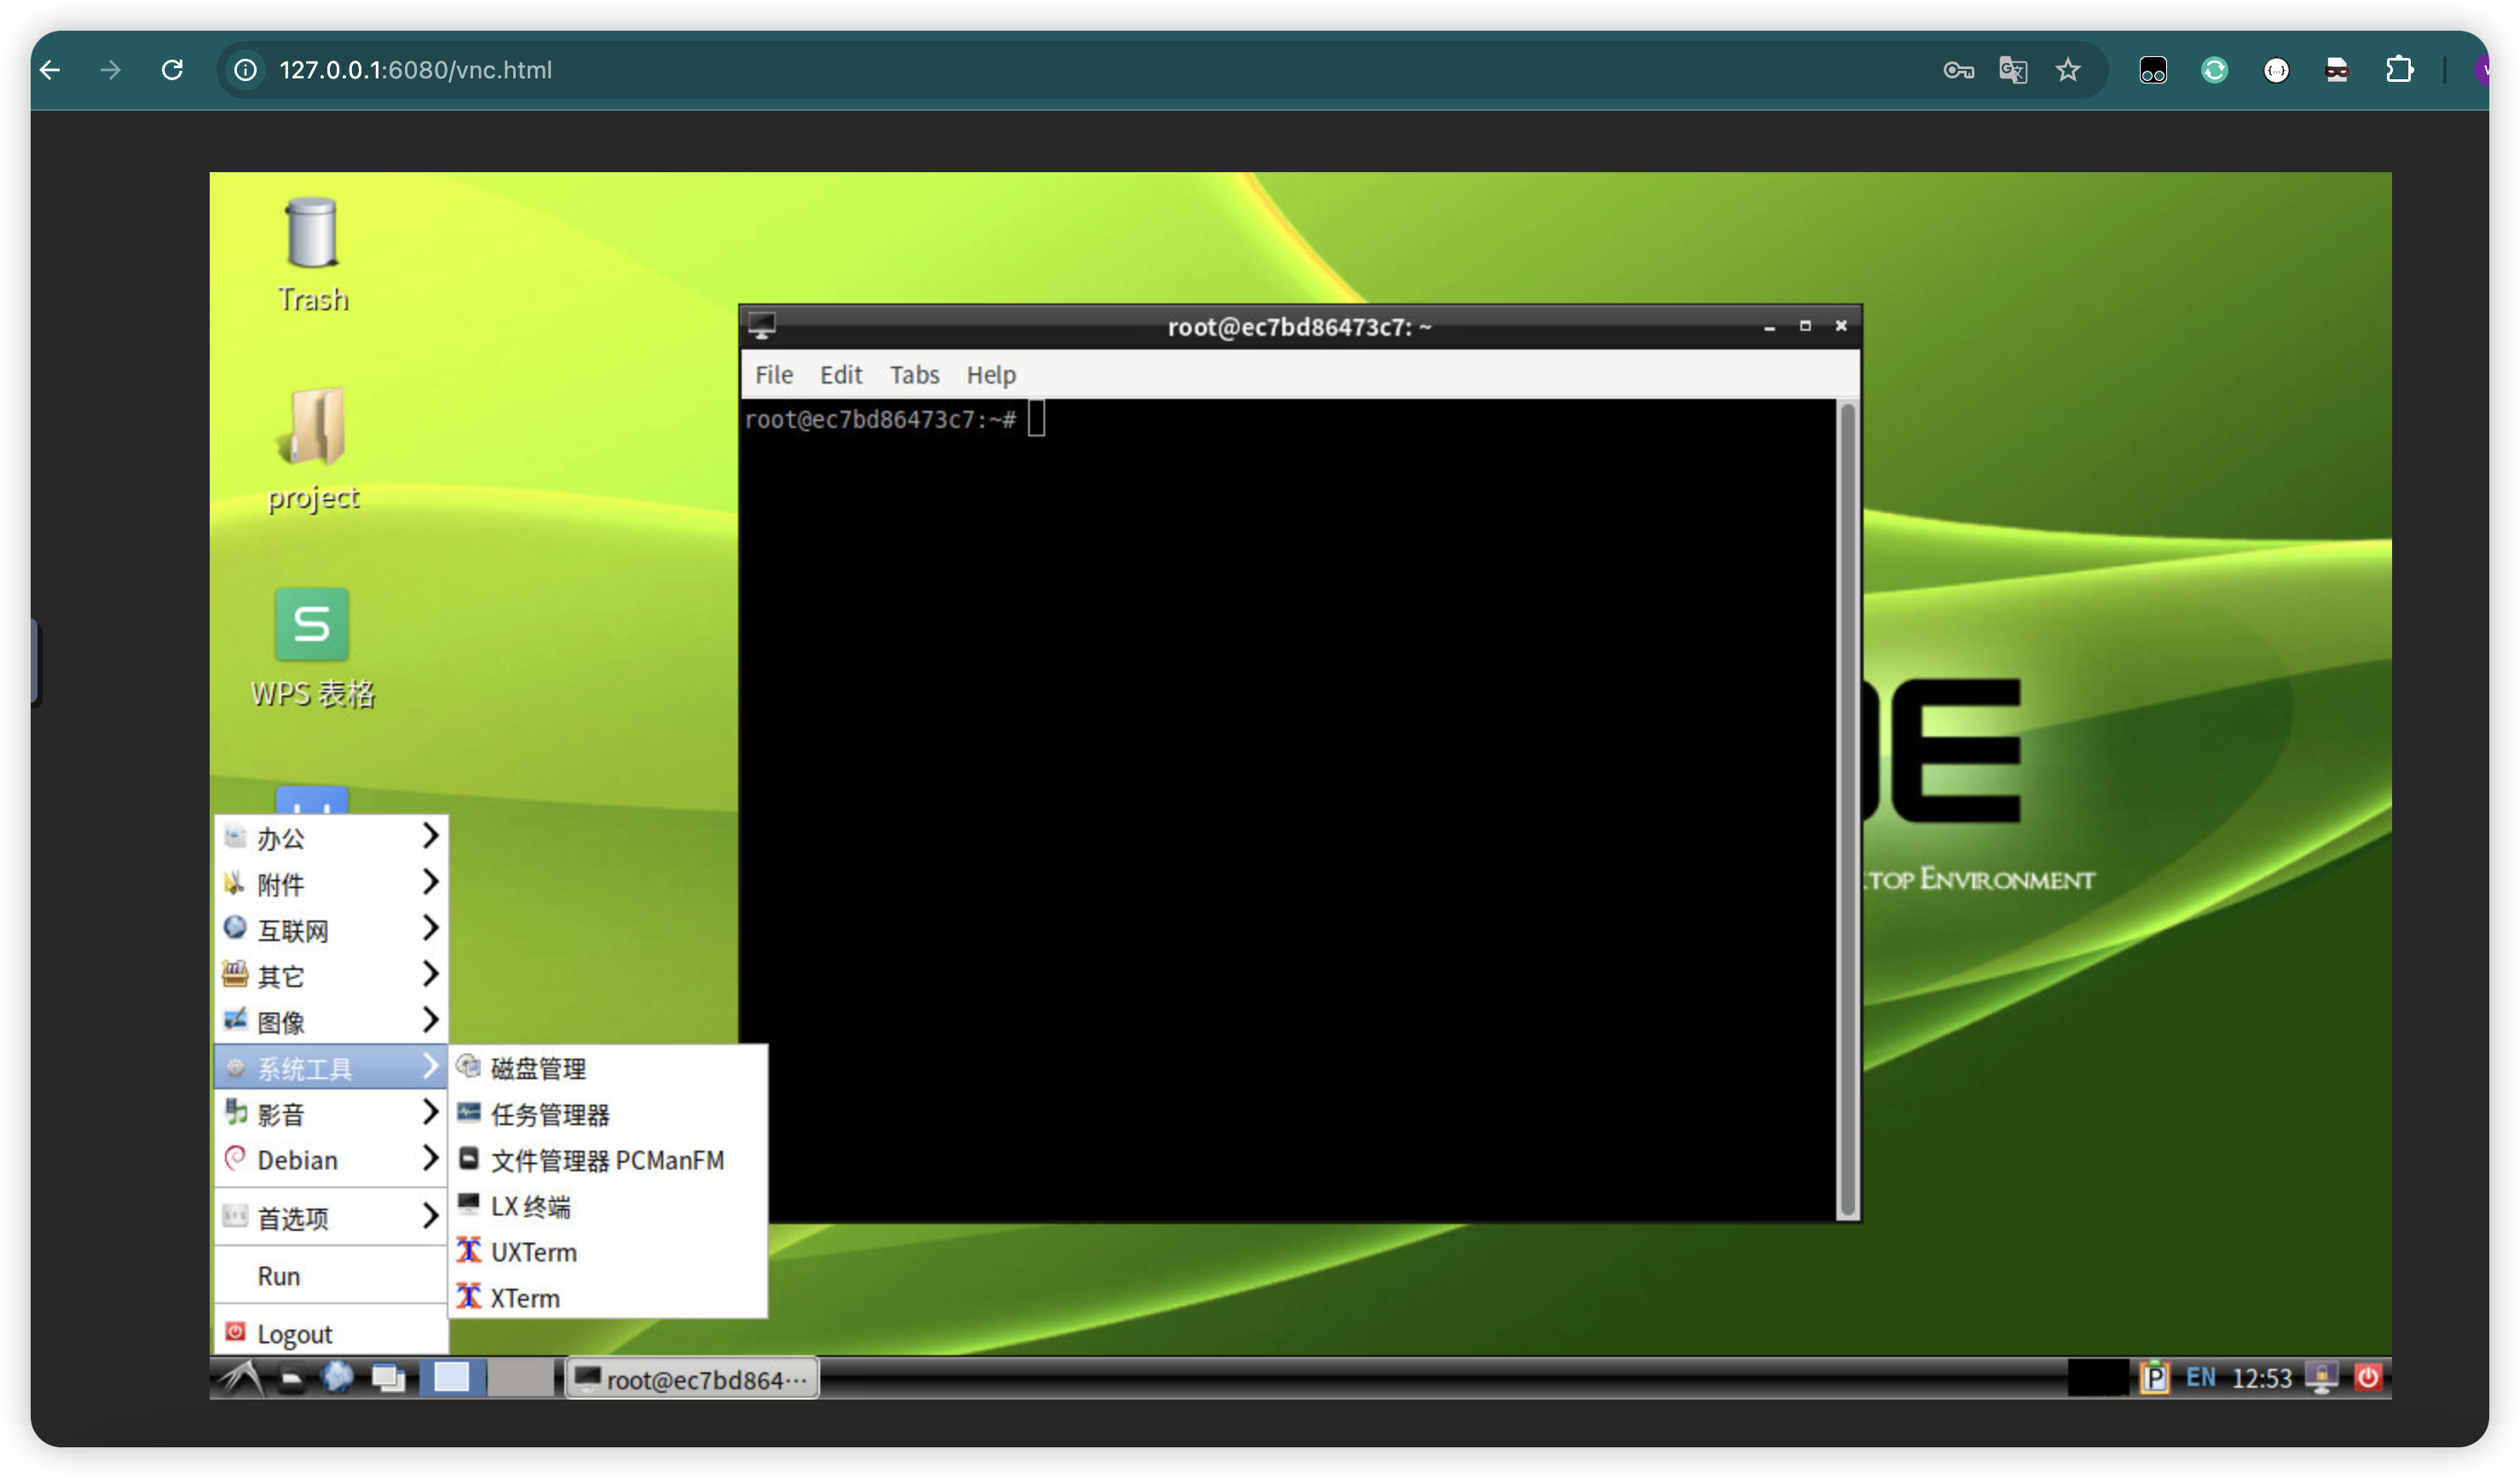 127.0.0.1:6080/vnc.html
Trash
project
WPS 表格
root@ec7bd86473c7: ~
File Edit Tabs Help
root@ec7bd86473c7:~#
TOP ENVIRONMENT
办公
附件
互联网
其它
图像
系统工具
影音
Debian
首选项
Run
Logout
磁盘管理
任务管理器
文件管理器 PCManFM
LX 终端
UXTerm
XTerm
root@ec7bd864···
P
EN
12:53